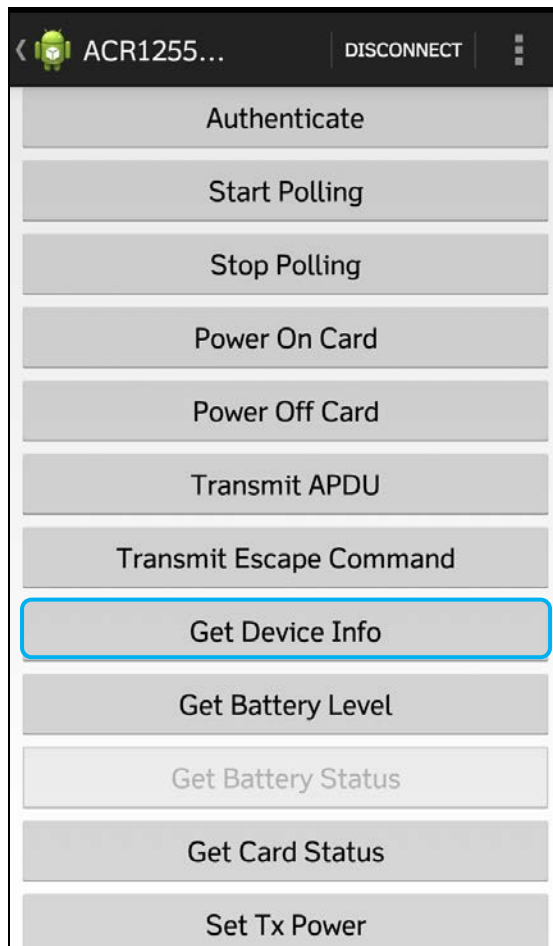 ACR1255... DISCONNECT
Authenticate
Start Polling
Stop Polling
Power On Card
Power Off Card
Transmit APDU
Transmit Escape Command
Get Device Info
Get Battery Level
Get Battery Status
Get Card Status
Set Tx Power